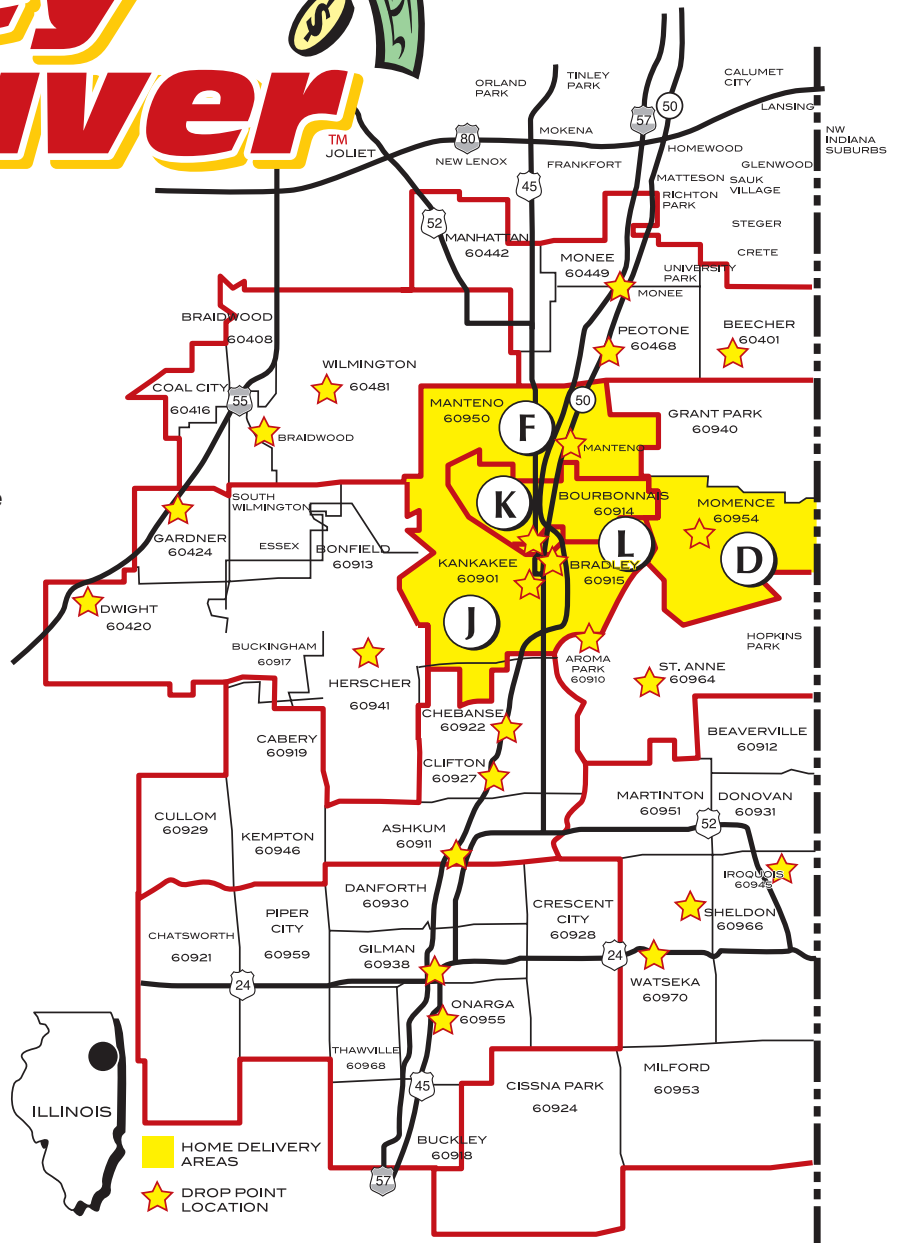 TM
JOLIET
ORLAND
PARK
TINLEY
PARK
CALUMET
CITY
LANSING
50
57
80
MOKENA
NW
INDIANA
SUBURBS
NEW LENOX
FRANKFORT
HOMEWOOD
GLENWOOD
45
MATTESON
SAUK
VILLAGE
RICHTON
PARK
52
STEGER
MANHATTAN
60442
CRETE
MONEE
60449
UNIVERSITY
PARK
MONEE
BRAIDWOOD
60408
PEOTONE
60468
BEECHER
60401
WILMINGTON
60481
COAL CITY
60416
55
MANTENO
60950
50
GRANT PARK
60940
F
BRAIDWOOD
MANTENO
SOUTH
WILMINGTON
K
BOURBONNAIS
60914
MOMENCE
60954
GARDNER
60424
ESSEX
BONFIELD
60913
L
D
KANKAKEE
60901
BRADLEY
60915
DWIGHT
60420
J
HOPKINS
PARK
BUCKINGHAM
60917
AROMA
PARK
60910
HERSCHER
60941
ST. ANNE
60964
CHEBANSE
60922
BEAVERVILLE
60912
CABERY
60919
CLIFTON
60927
MARTINTON
60951
DONOVAN
60931
CULLOM
60929
KEMPTON
60946
ASHKUM
60911
52
IROQUOIS
DANFORTH
60930
CRESCENT
CITY
60928
SHELDON
60966
PIPER
CITY
60959
CHATSWORTH
60921
GILMAN
60938
24
24
WATSEKA
60970
ONARGA
60955
THAWVILLE
60968
45
CISSNA PARK
60924
MILFORD
60953
BUCKLEY
57
ILLINOIS
HOME DELIVERY
AREAS
DROP POINT
LOCATION